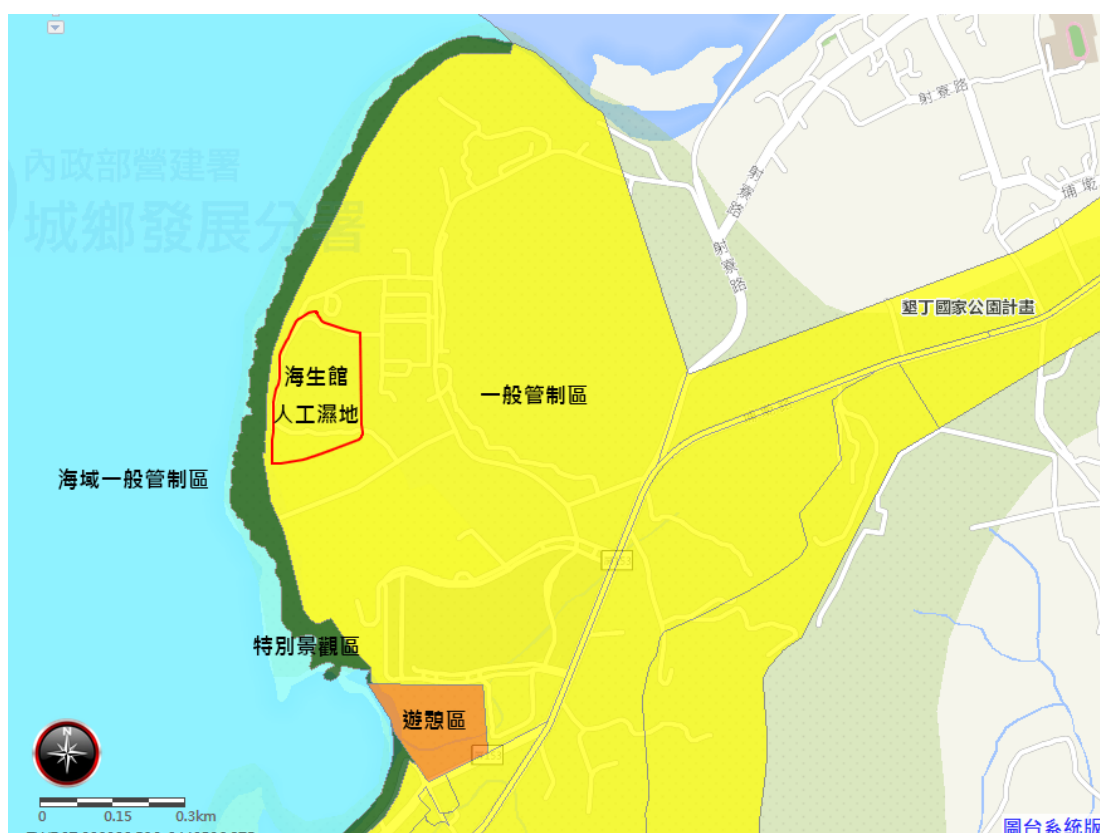 內政部營建署
城鄉發展分署
射寮路
射寮路
射寮路
埔墘
墾丁國家公園計畫
海生館
人工濕地
一般管制區
海域一般管制區
特別景觀區
遊憩區
N
0 0.15 0.3km
圖台系統版